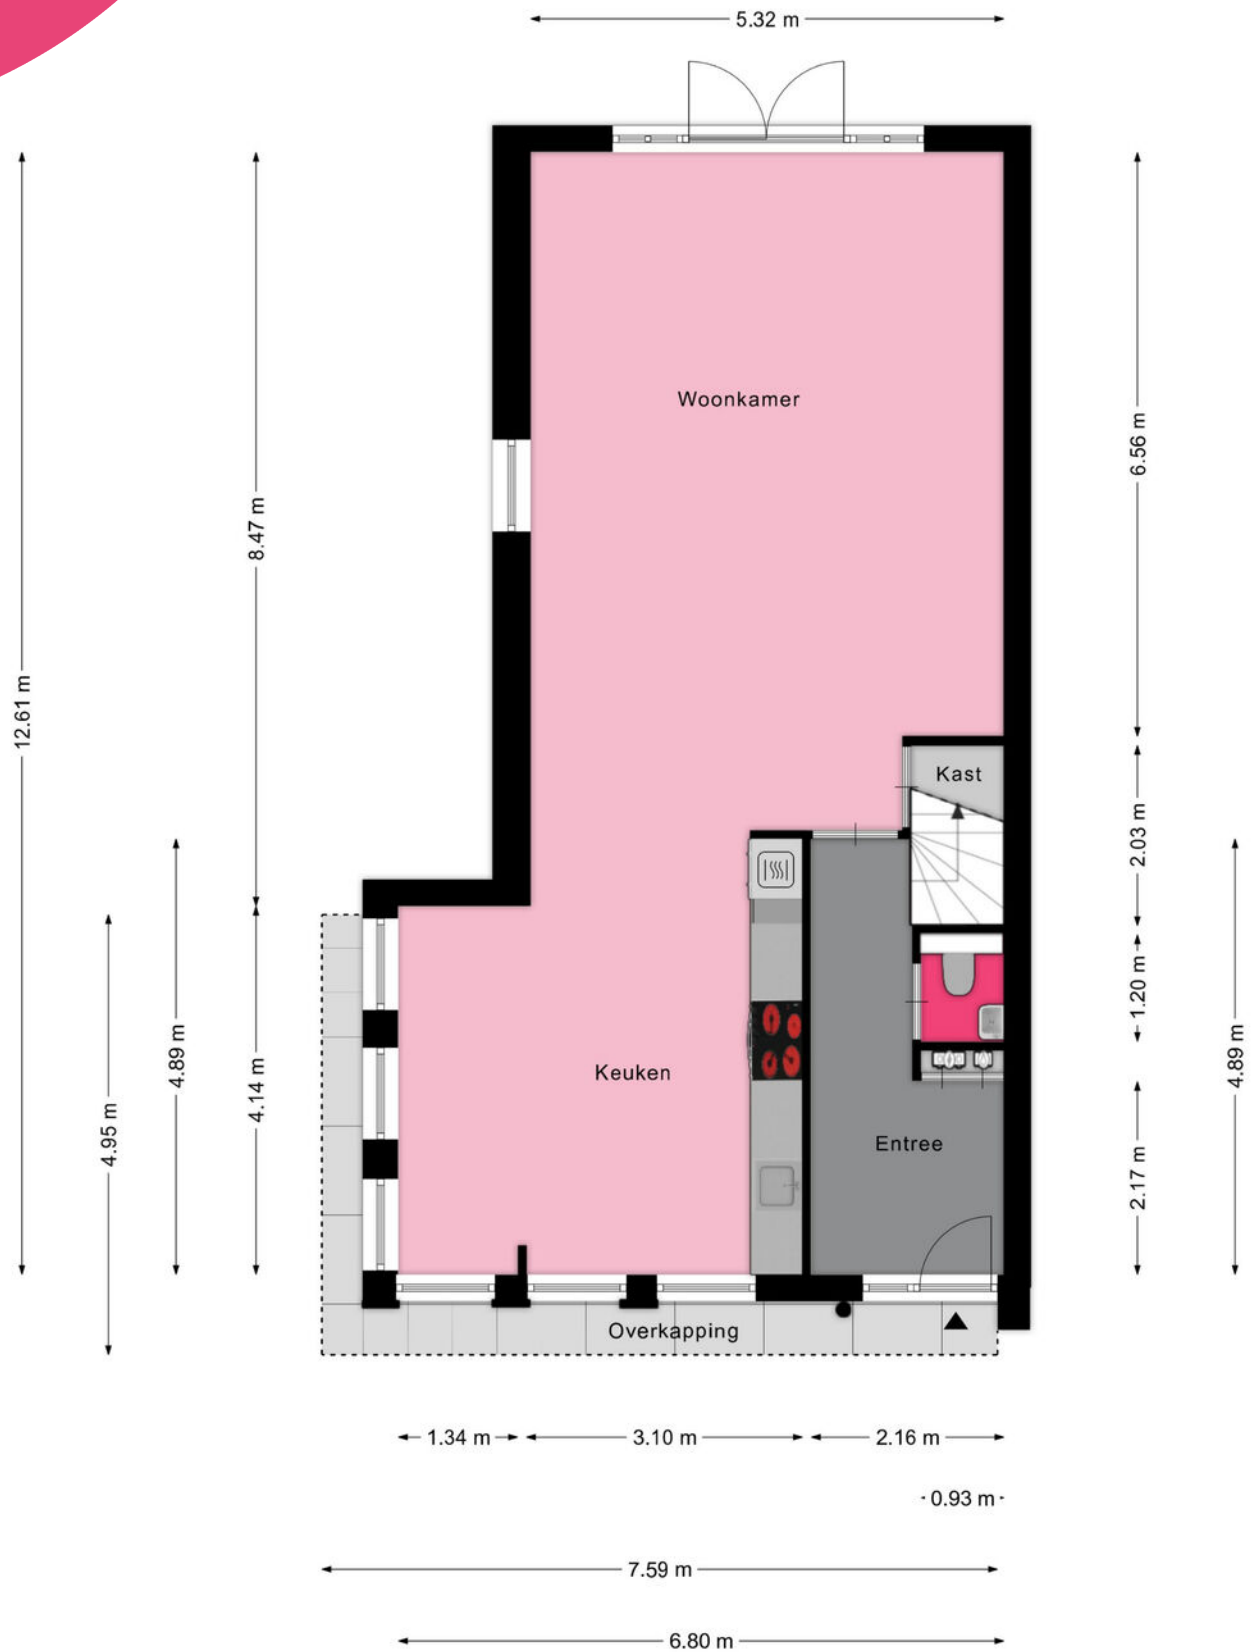 5.32 m
Woonkamer
6.56 m
8.47 m
12.61 m
Kast
2.03 m
1.20 m
4.89 m
4.14 m
4.89 m
4.95 m
Keuken
Entree
2.17 m
Overkapping
1.34 m
3.10 m
2.16 m
0.93 m
7.59 m
6.80 m